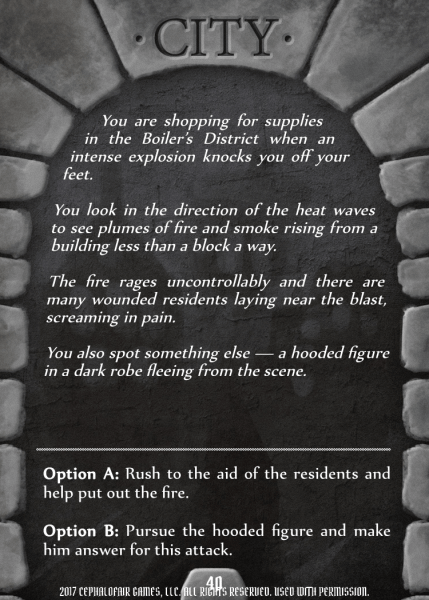 · CITY ·
You are shopping for supplies
in the Boiler's District when an
intense explosion knocks you off your
feet.
You look in the direction of the heat waves
to see plumes of fire and smoke rising from a
building less than a block a way.
The fire rages uncontrollably and there are
many wounded residents laying near the blast,
screaming in pain.
You also spot something else — a hooded figure
in a dark robe fleeing from the scene.
Option A: Rush to the aid of the residents and
help put out the fire.
Option B: Pursue the hooded figure and make
him answer for this attack.
40
2017 CEPHALOFAIR GAMES, LLC. ALL RIGHTS RESERVED. USED WITH PERMISSION.